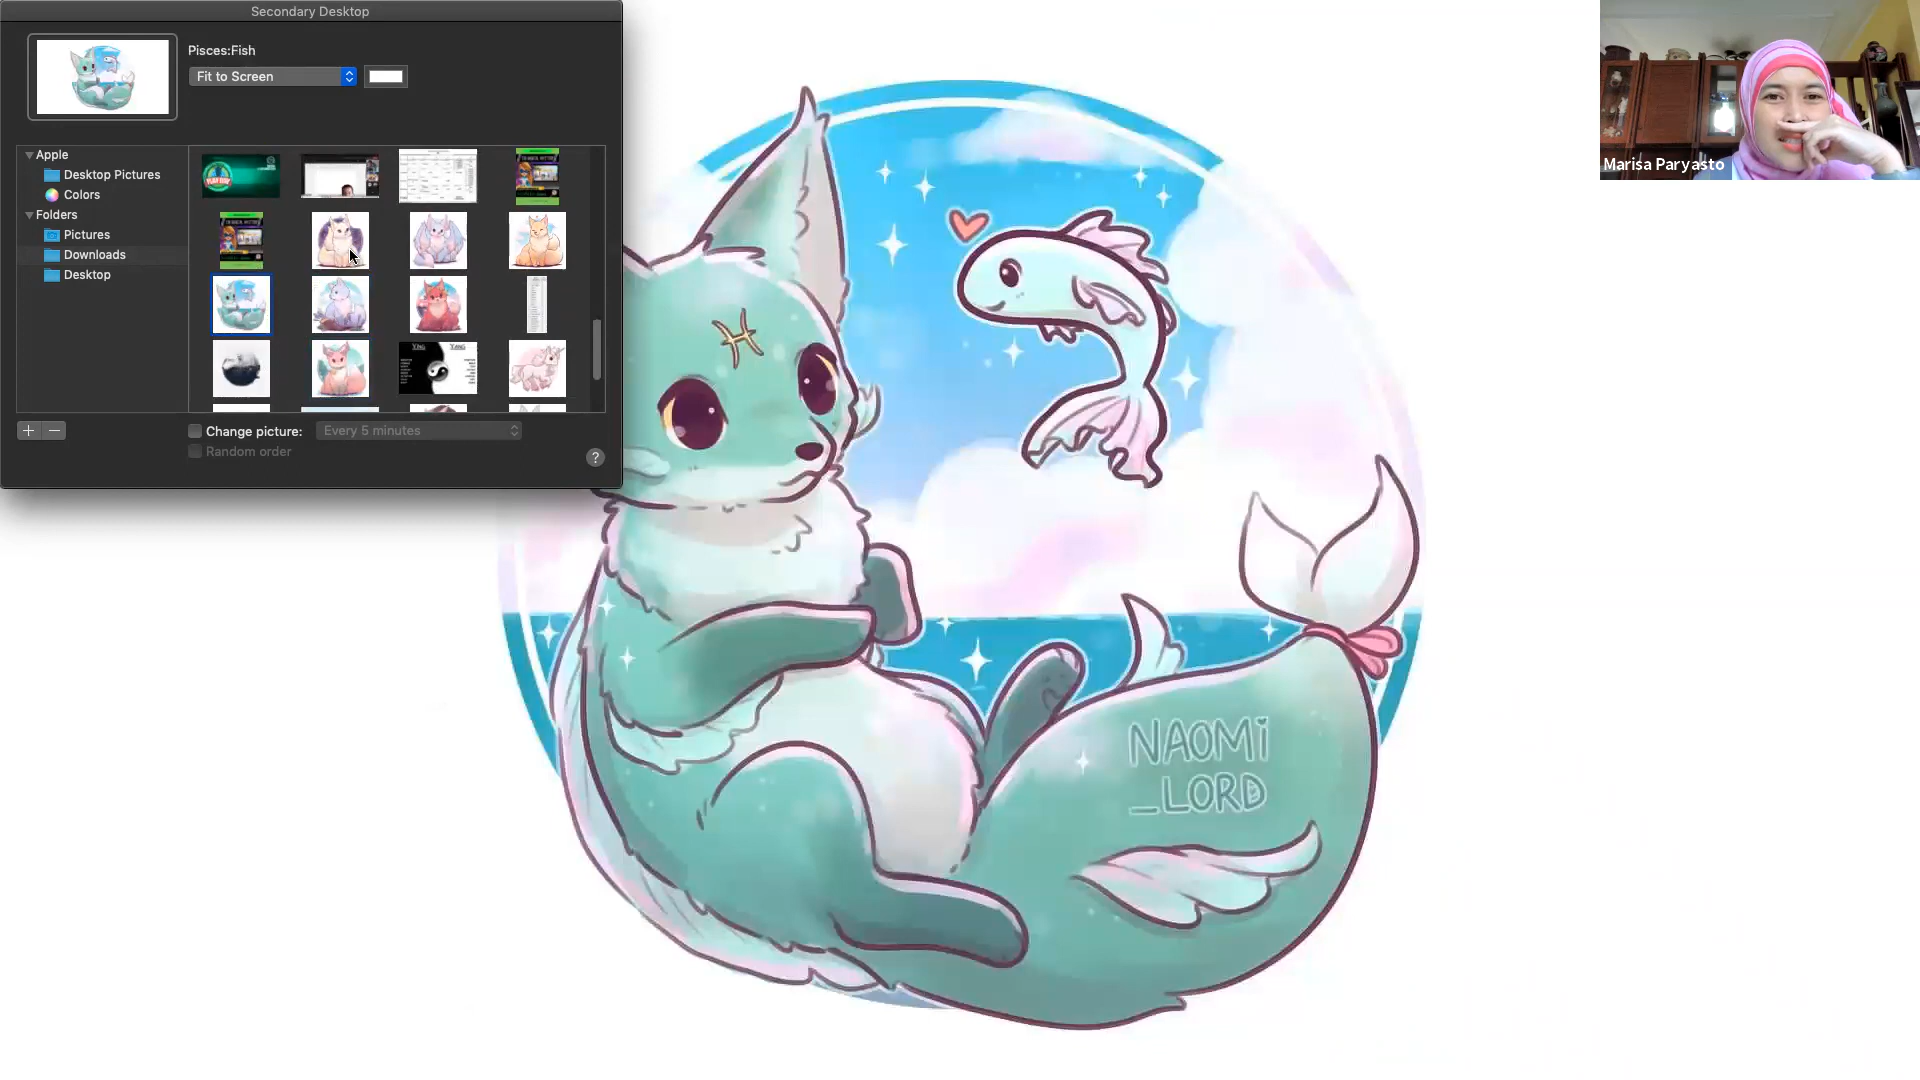 Secondary Desktop
Pisces:Fish
Fit to Screen
Apple
Desktop Pictures
Colors
Folders
Pictures
Downloads
Desktop
Change picture:
Every 5 minutes
Random order
?
Marisa Paryasto
NAOMi
_LORD